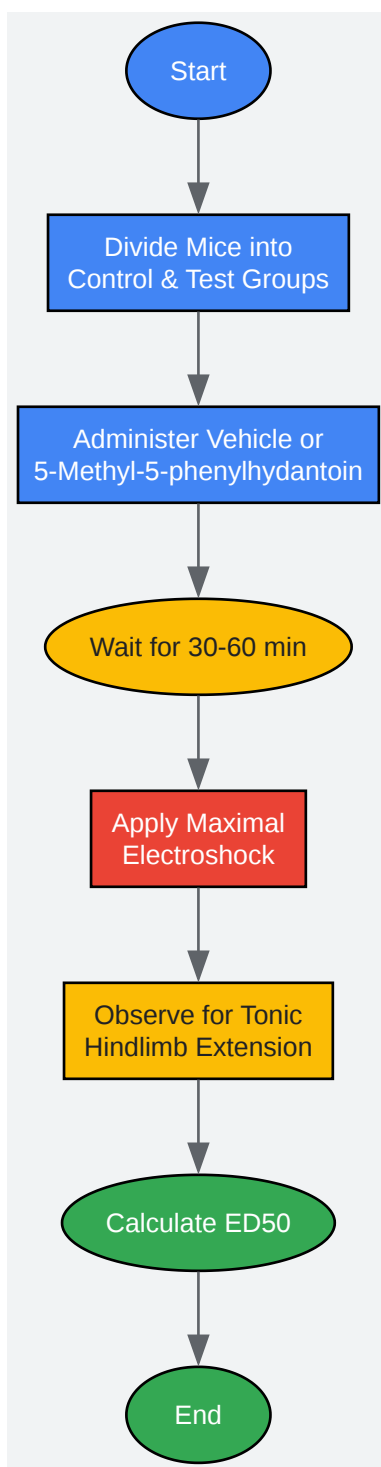 Start
Divide Mice into
Control & Test Groups
Administer Vehicle or
5-Methyl-5-phenylhydantoin
Wait for 30-60 min
Apply Maximal
Electroshock
Observe for Tonic
Hindlimb Extension
Calculate ED50
End